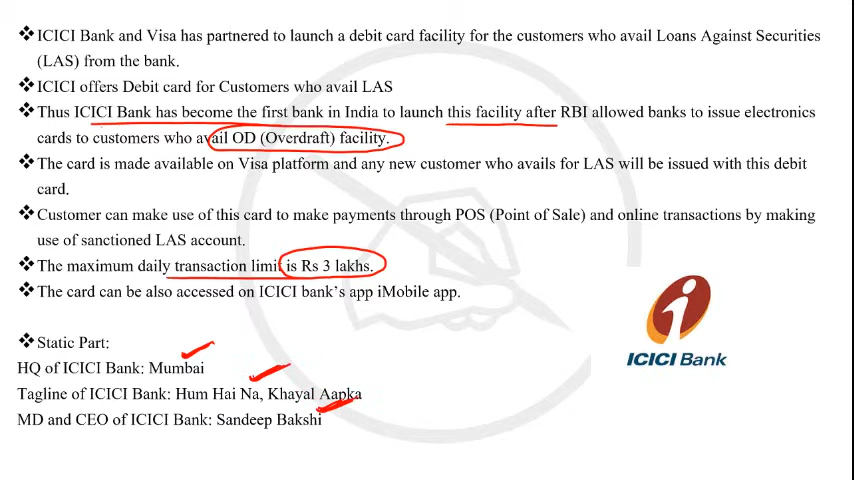 ❖ICICI Bank and Visa has partnered to launch a debit card facility for the customers who avail Loans Against Securities
(LAS) from the bank.
❖ICICI offers Debit card for Customers who avail LAS
❖Thus ICICI Bank has become the first bank in India to launch this facility after RBI allowed banks to issue electronics
cards to customers who avail OD (Overdraft) facility.
❖The card is made available on Visa platform and any new customer who avails for LAS will be issued with this debit
card.
❖Customer can make use of this card to make payments through POS (Point of Sale) and online transactions by making
use of sanctioned LAS account.
❖The maximum daily transaction limit is Rs 3 lakhs.
❖The card can be also accessed on ICICI bank's app iMobile app.
❖Static Part:
HQ of ICICI Bank: Mumbai
Tagline of ICICI Bank: Hum Hai Na, Khayal Aapka
MD and CEO of ICICI Bank: Sandeep Bakshi
ICICI Bank